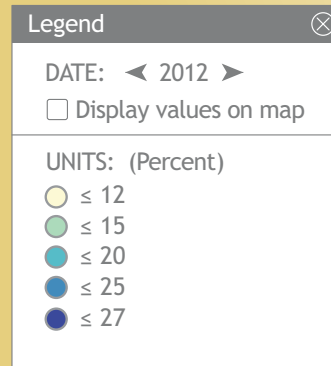 Legend
DATE: ◄ 2012 ►
Display values on map
UNITS: (Percent)
≤ 12
≤ 15
≤ 20
≤ 25
≤ 27